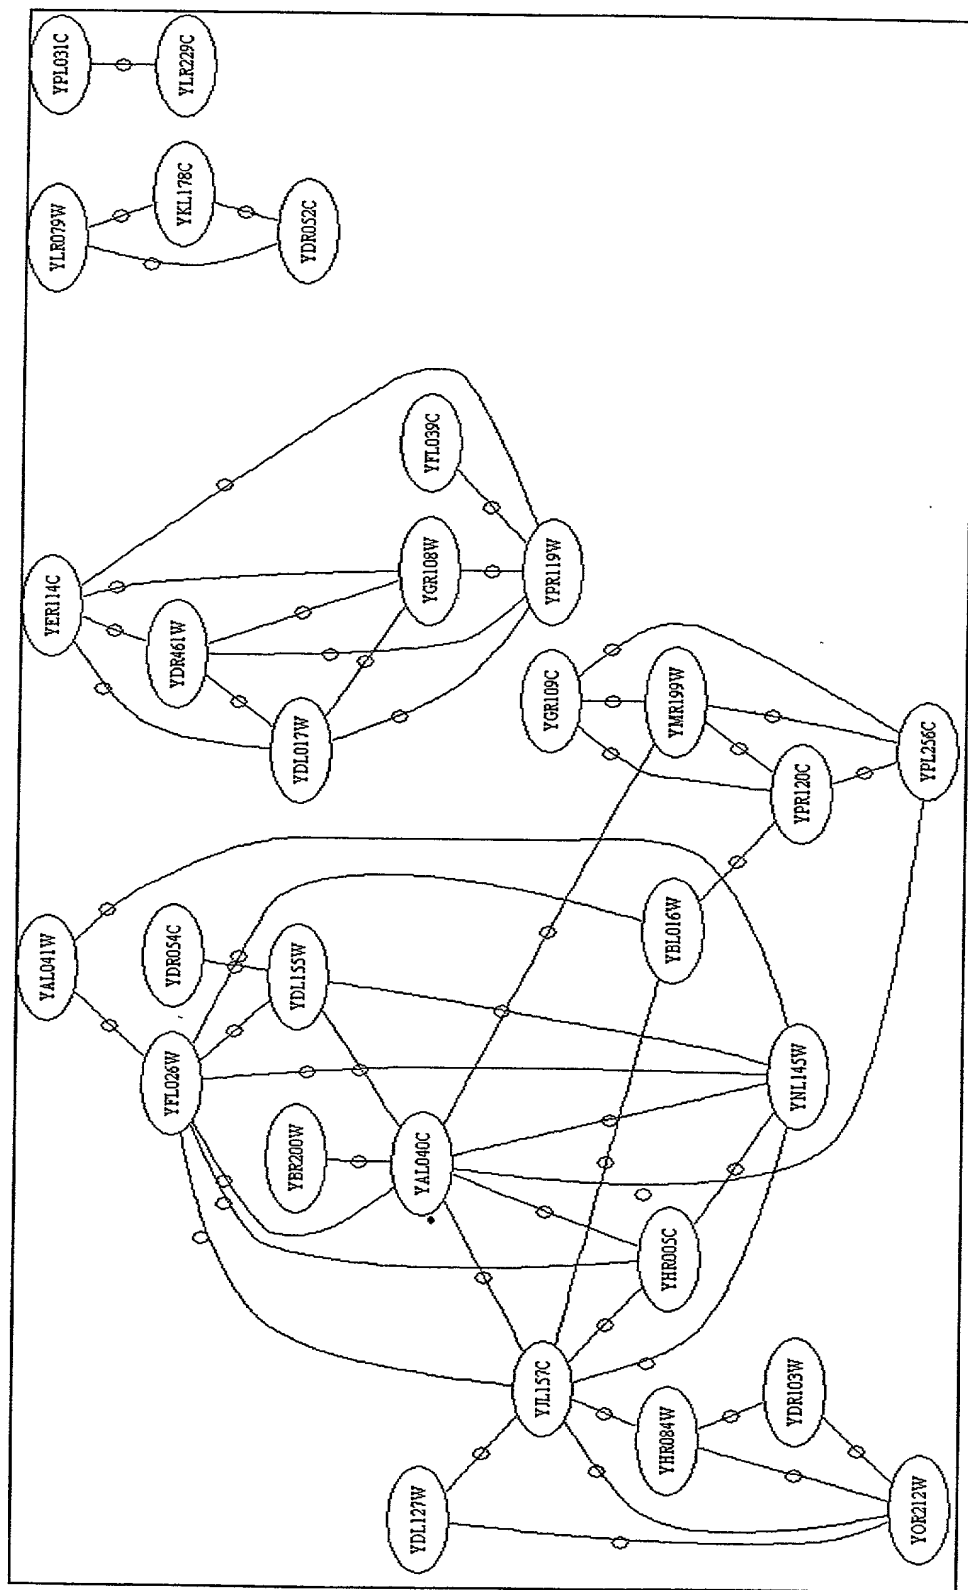 YPL031C
YLR229C
YLR079W
YKL178C
YDR052C
YER114C
YDR461W
YDL017W
YGR108W
YFL039C
YPR119W
YGR109C
YMR199W
YPR120C
YPL256C
YAL041W
YDR054C
YFL026W
YDL155W
YBR200W
YAL040C
YBL016W
YNL145W
YHR005C
YJL157C
YHR084W
YDR103W
YDL127W
YOR212W